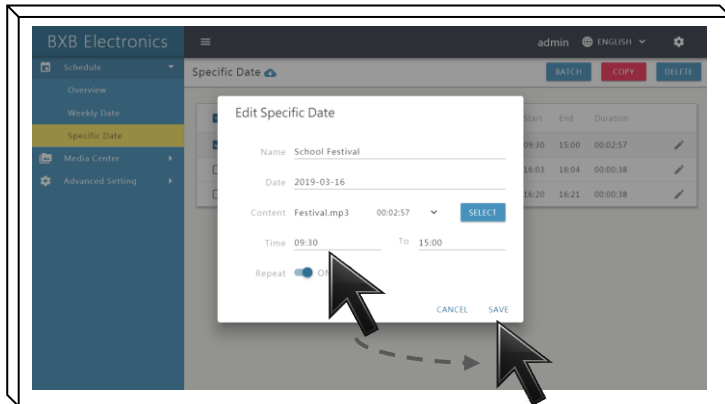 BXB Electronics
admin ENGLISH
Schedule
Overview
Weekly Date
Specific Date
Media Center
Advanced Setting
Specific Date
BATCH COPY DELETE
Start End Duration
09:30 15:00 00:02:57
16:03 16:04 00:00:38
16:20 16:21 00:00:38
Edit Specific Date
Name School Festival
Date 2019-03-16
Content Festival.mp3 00:02:57 SELECT
Time 09:30 To 15:00
Repeat
CANCEL SAVE